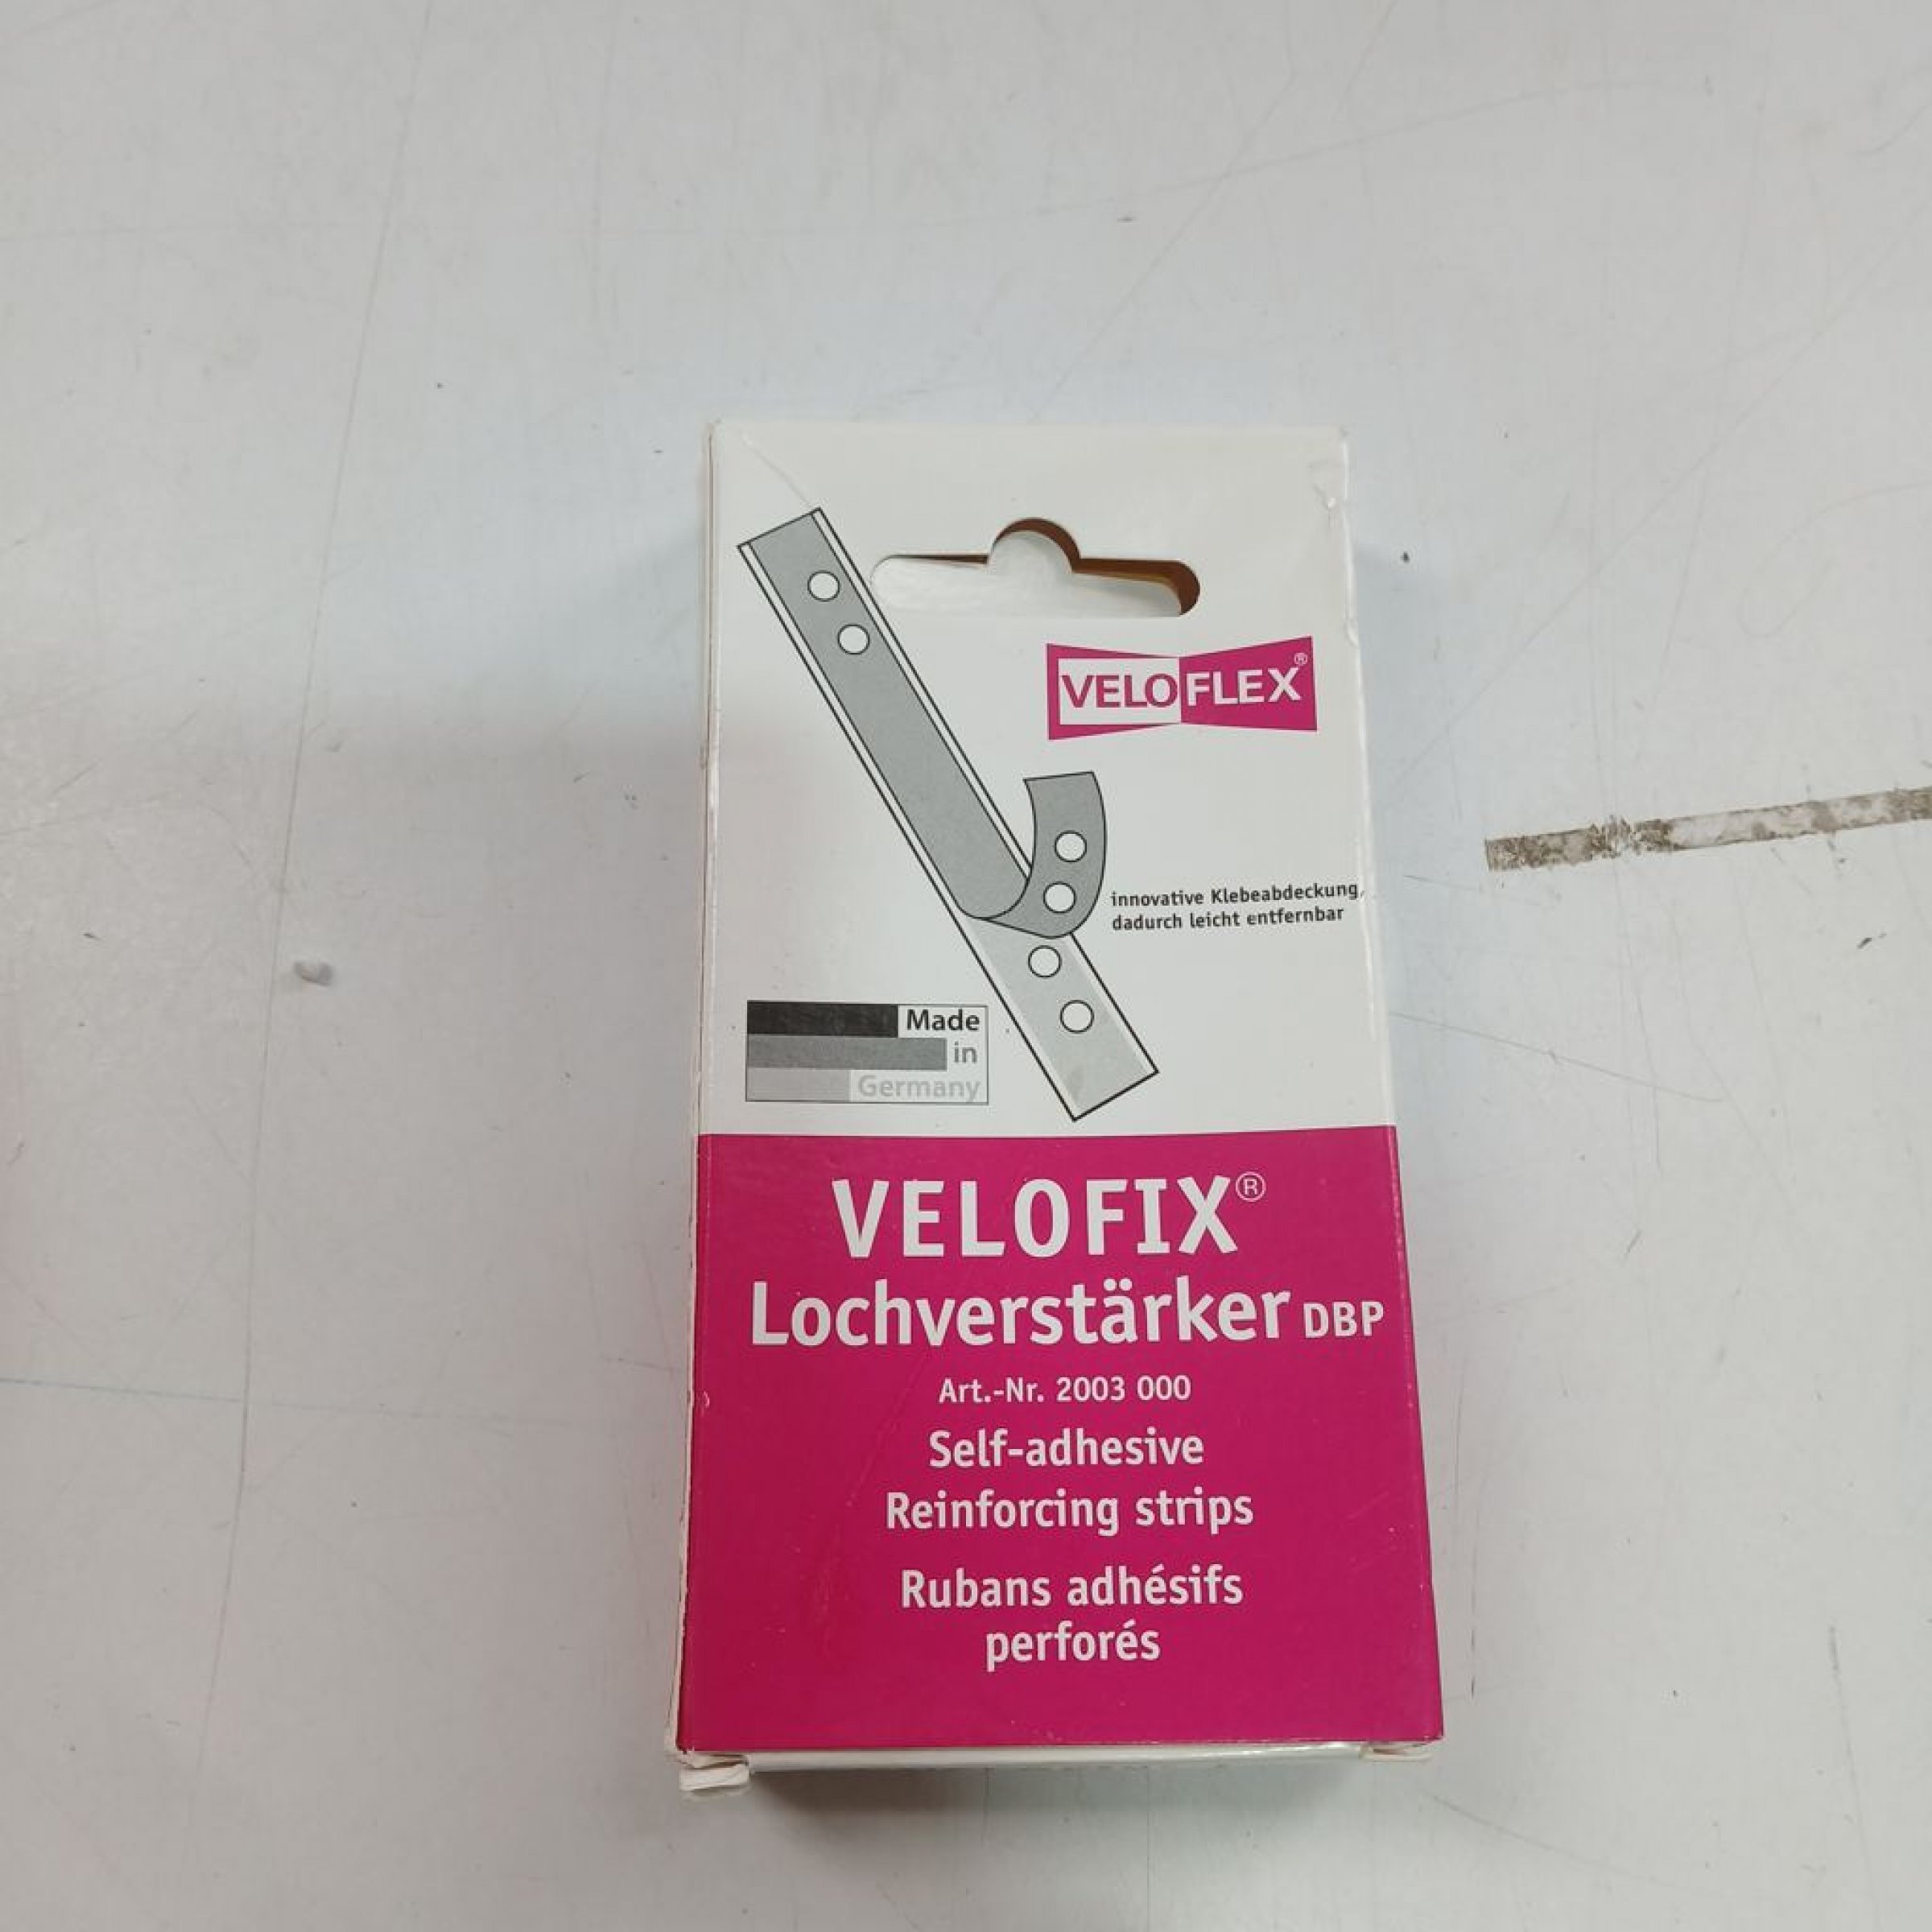 VELOFLEX®
innovative Klebeabdeckung,
dadurch leicht entfernbar
Made
in
Germany
VELOFIX®
Lochverstärker DBP
Art.-Nr. 2003 000
Self-adhesive
Reinforcing strips
Rubans adhésifs
perforés